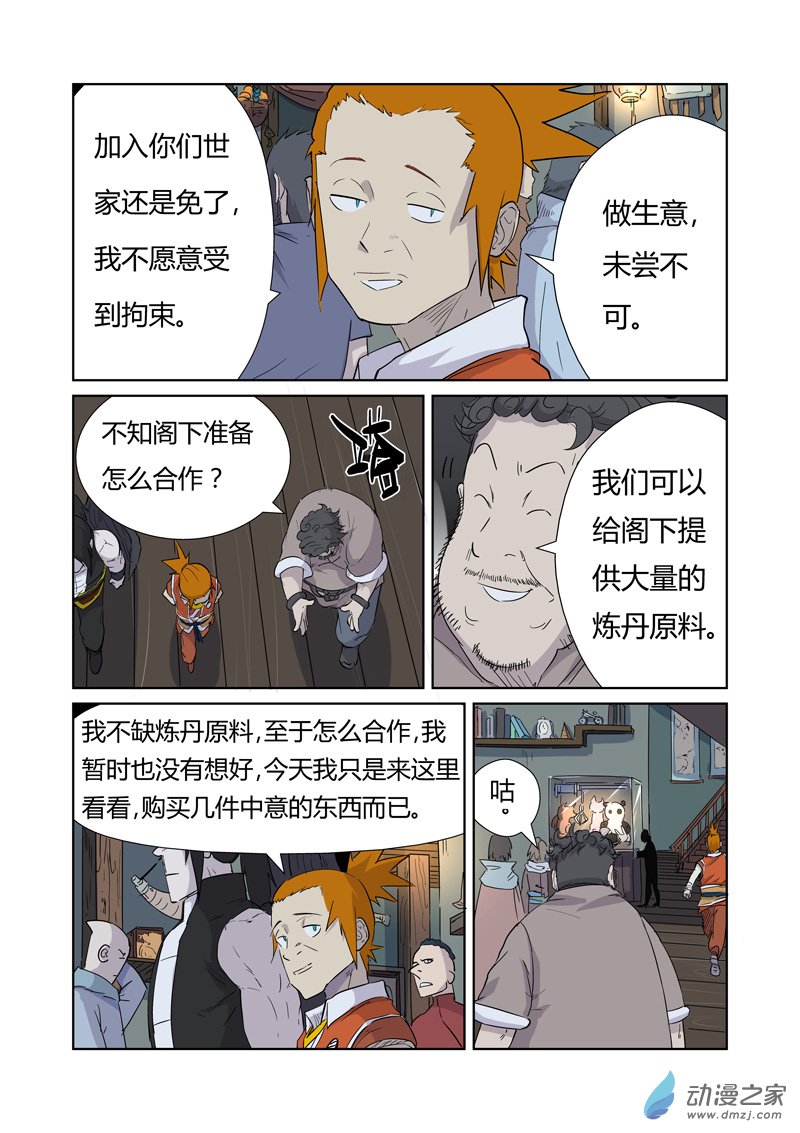 加入你们世
家还是免了，
我不愿意受
到拘束。
做生意，
未尝不
可。
不知阁下准备
怎么合作？
我们可以
给阁下提
供大量的
炼丹原料。
我不缺炼丹原料，至于怎么合作，我
暂时也没有想好，今天我只是来这里
看看，购买几件中意的东西而已。
咕。
动漫之家
www.dmzj.com